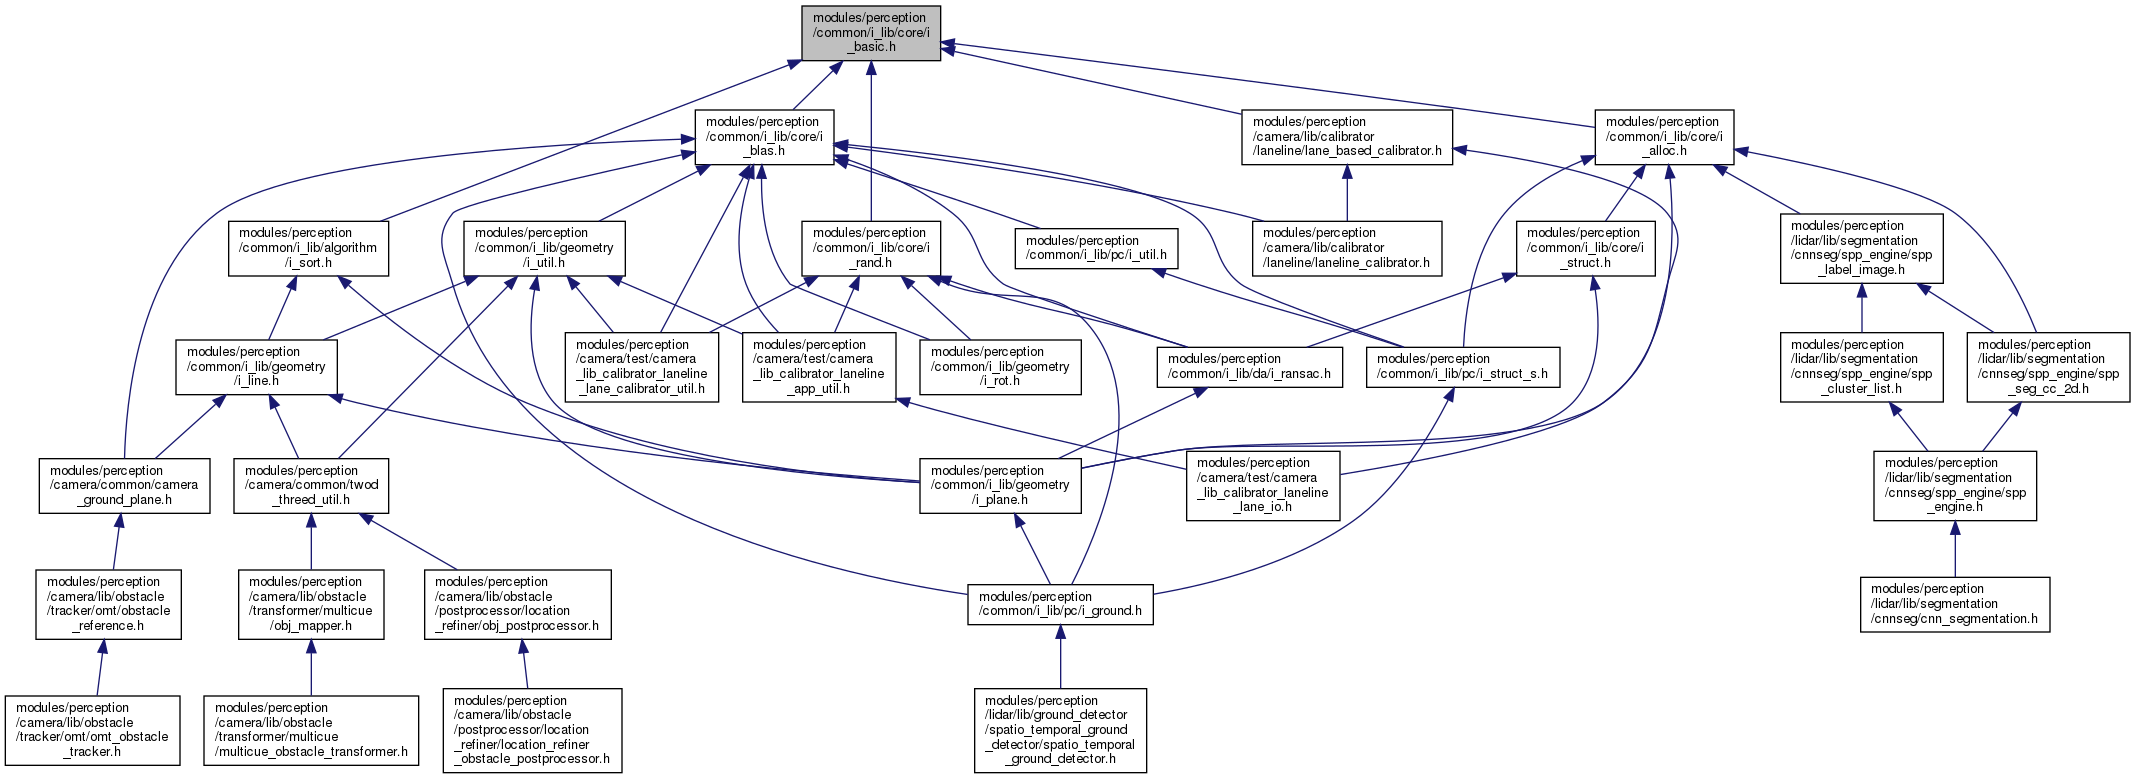 modules/perception
/common/i_lib/core/i
_basic.h
modules/perception
/common/i_lib/core/i
_blas.h
modules/perception
/camera/lib/calibrator
/laneline/lane_based_calibrator.h
modules/perception
/common/i_lib/core/i
_alloc.h
modules/perception
/common/i_lib/algorithm
/i_sort.h
modules/perception
/common/i_lib/geometry
/i_util.h
modules/perception
/common/i_lib/core/i
_rand.h
modules/perception
/common/i_lib/pc/i_util.h
modules/perception
/camera/lib/calibrator
/laneline/laneline_calibrator.h
modules/perception
/common/i_lib/core/i
_struct.h
modules/perception
/lidar/lib/segmentation
/cnnseg/spp_engine/spp
_label_image.h
modules/perception
/common/i_lib/geometry
/i_line.h
modules/perception
/camera/test/camera
_lib_calibrator_laneline
_lane_calibrator_util.h
modules/perception
/camera/test/camera
_lib_calibrator_laneline
_app_util.h
modules/perception
/common/i_lib/geometry
/i_rot.h
modules/perception
/common/i_lib/da/i_ransac.h
modules/perception
/common/i_lib/pc/i_struct_s.h
modules/perception
/lidar/lib/segmentation
/cnnseg/spp_engine/spp
_cluster_list.h
modules/perception
/lidar/lib/segmentation
/cnnseg/spp_engine/spp
_seg_cc_2d.h
modules/perception
/camera/common/camera
_ground_plane.h
modules/perception
/camera/common/twod
_threed_util.h
modules/perception
/common/i_lib/geometry
/i_plane.h
modules/perception
/camera/test/camera
_lib_calibrator_laneline
_lane_io.h
modules/perception
/lidar/lib/segmentation
/cnnseg/spp_engine/spp
_engine.h
modules/perception
/camera/lib/obstacle
/tracker/omt/obstacle
_reference.h
modules/perception
/camera/lib/obstacle
/transformer/multicue
/obj_mapper.h
modules/perception
/camera/lib/obstacle
/postprocessor/location
_refiner/obj_postprocessor.h
modules/perception
/common/i_lib/pc/i_ground.h
modules/perception
/lidar/lib/segmentation
/cnnseg/cnn_segmentation.h
modules/perception
/camera/lib/obstacle
/tracker/omt/omt_obstacle
_tracker.h
modules/perception
/camera/lib/obstacle
/transformer/multicue
/multicue_obstacle_transformer.h
modules/perception
/camera/lib/obstacle
/postprocessor/location
_refiner/location_refiner
_obstacle_postprocessor.h
modules/perception
/lidar/lib/ground_detector
/spatio_temporal_ground
_detector/spatio_temporal
_ground_detector.h